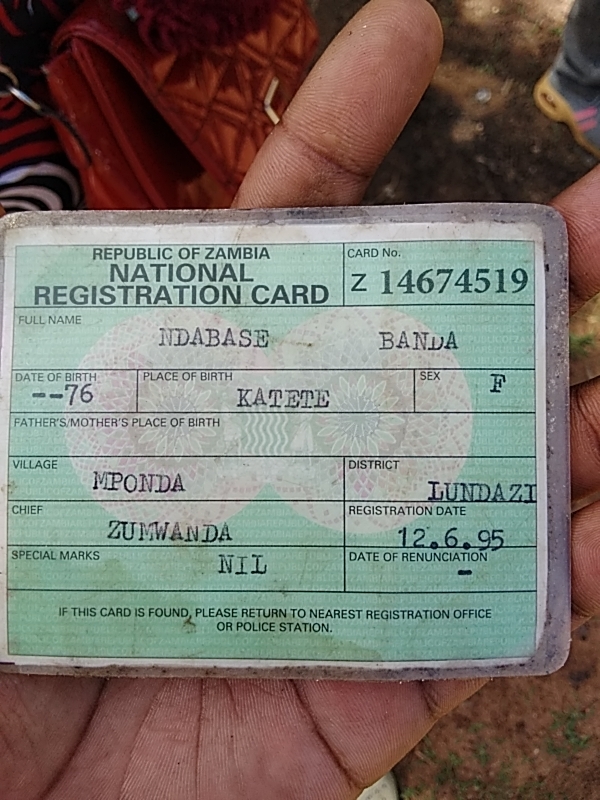 REPUBLIC OF ZAMBIA
NATIONAL
REGISTRATION CARD
CARD No.
Z 14674519
FULL NAME
NDABASE BANDA
DATE OF BIRTH
--76
PLACE OF BIRTH
KATETE
SEX
F
FATHER'S/MOTHER'S PLACE OF BIRTH
VILLAGE
MPONDA
DISTRICT
LUNDAZI
CHIEF
ZUMWANDA
REGISTRATION DATE
12.6.95
SPECIAL MARKS
NIL
DATE OF RENUNCIATION
-
IF THIS CARD IS FOUND, PLEASE RETURN TO NEAREST REGISTRATION OFFICE
OR POLICE STATION.